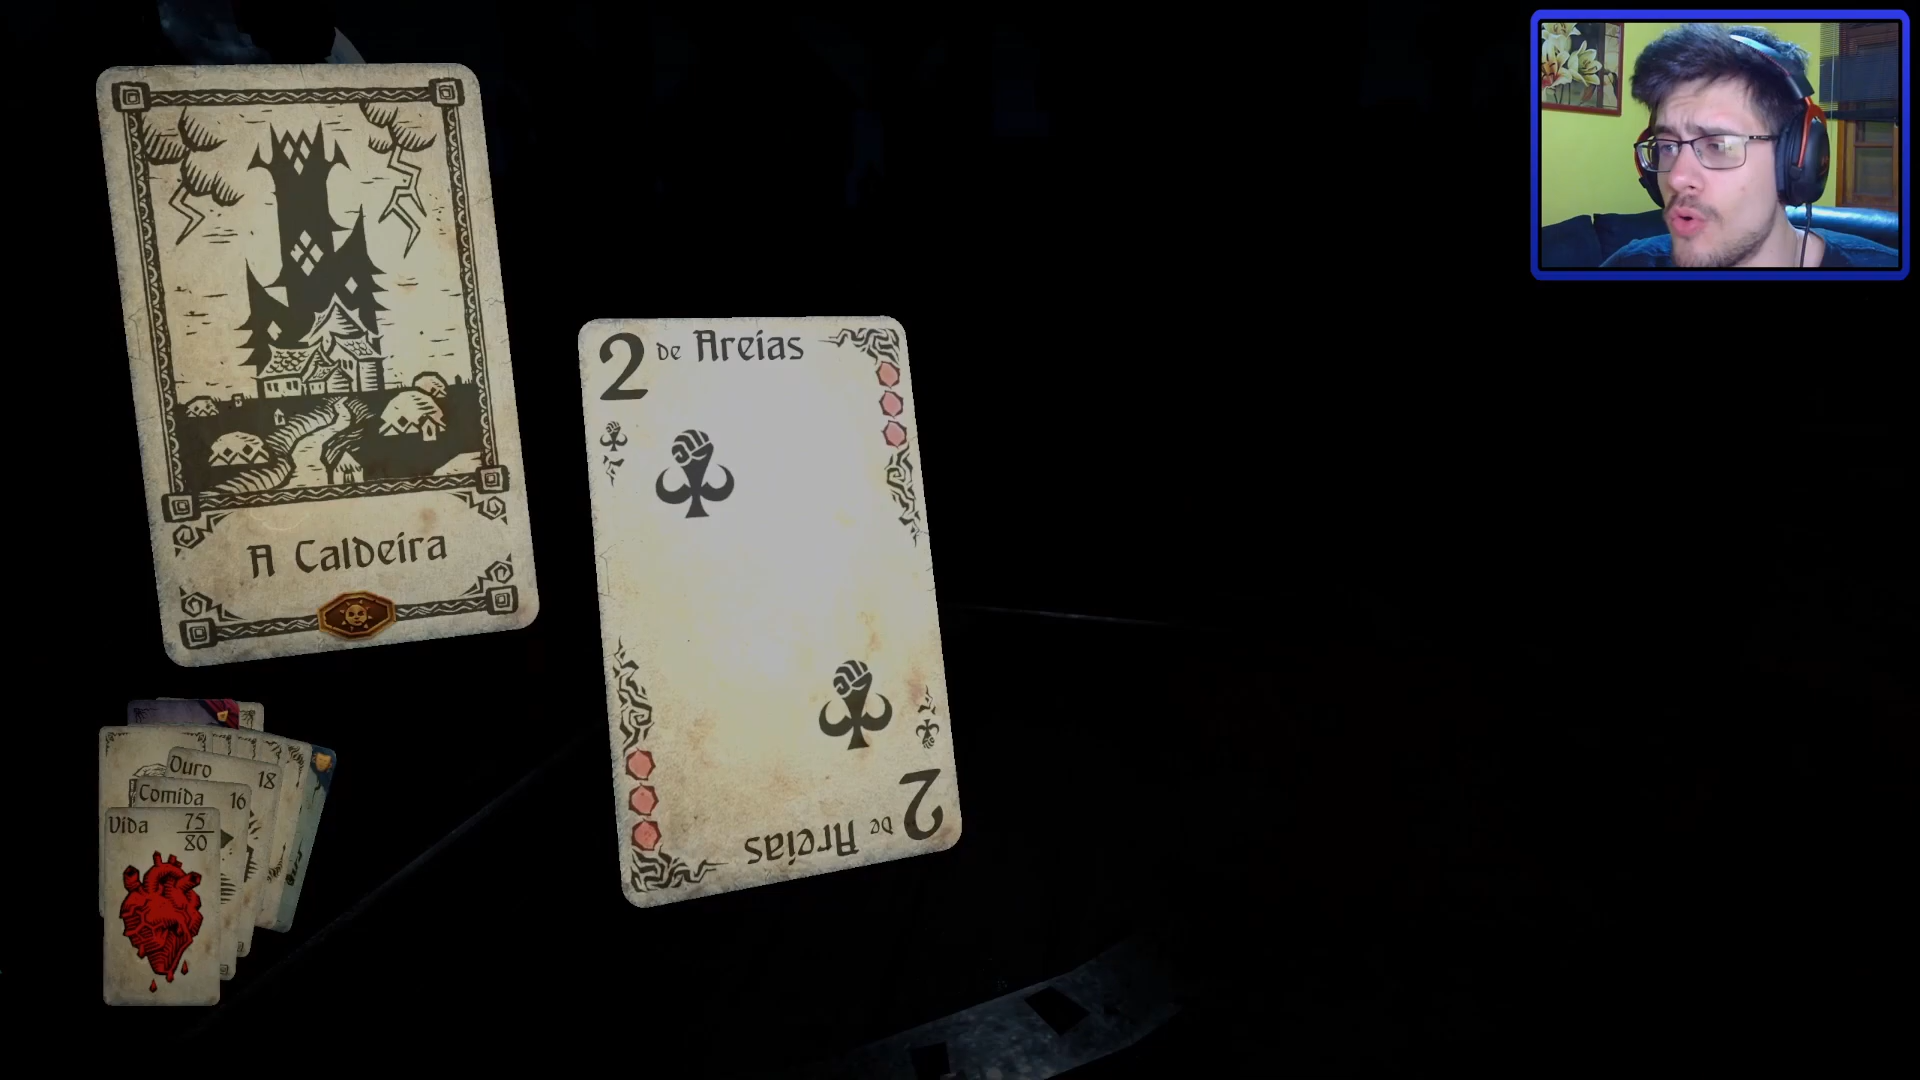 A Caldeira
2 de Areias
2 de Areias
Ouro 18
Comida 16
Vida 75
80